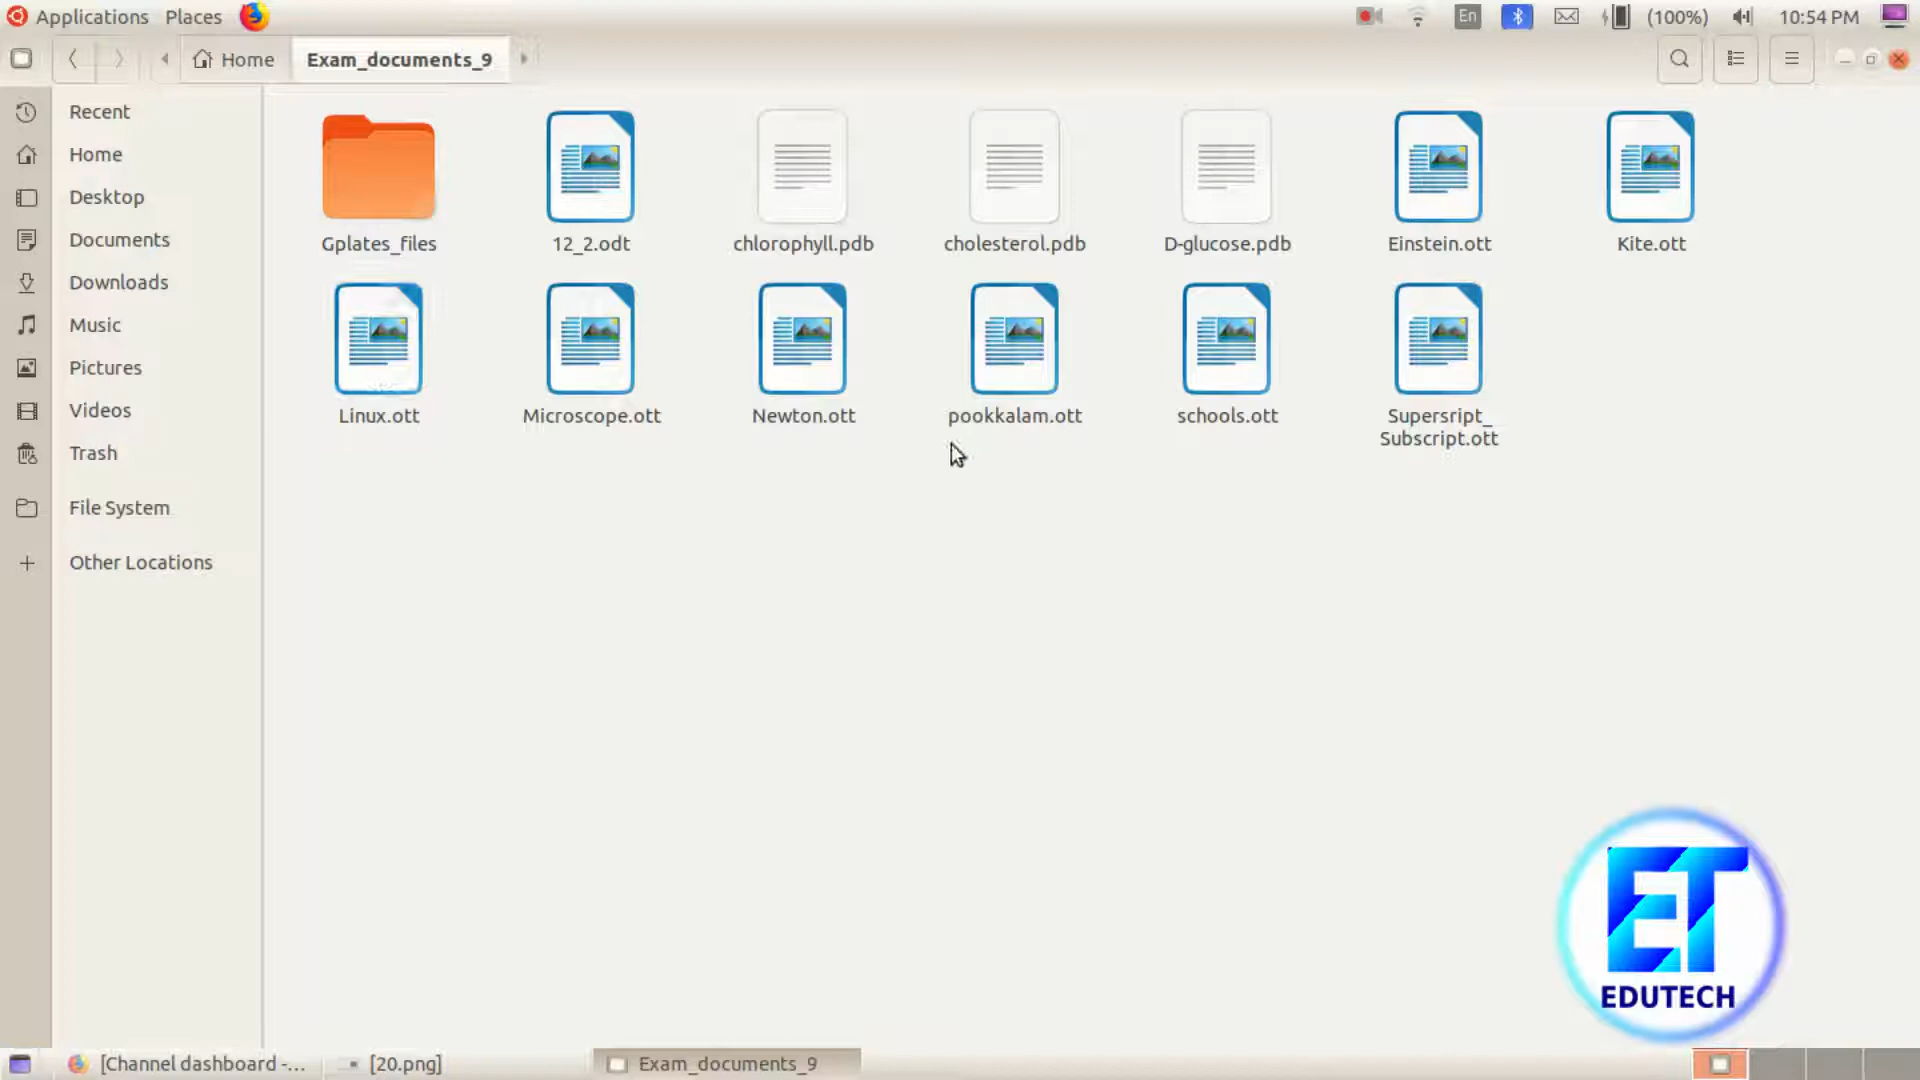 Applications Places En (100%) 10:54 PM
Home Exam_documents_9
Recent
Home
Desktop
Documents
Downloads
Music
Pictures
Videos
Trash
File System
Other Locations
Gplates_files 12_2.odt chlorophyll.pdb cholesterol.pdb D-glucose.pdb Einstein.ott Kite.ott
Linux.ott Microscope.ott Newton.ott pookkalam.ott schools.ott Supersript_
Subscript.ott
ET
EDUTECH
[Channel dashboard -... [20.png] Exam_documents_9